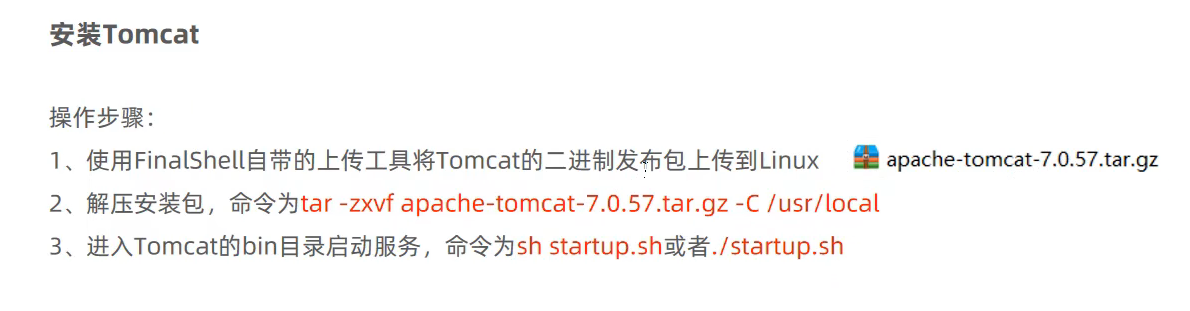 安装Tomcat
操作步骤：
1、使用FinalShell自带的上传工具将Tomcat的二进制发布包上传到Linux apache-tomcat-7.0.57.tar.gz
2、解压安装包，命令为tar -zxvf apache-tomcat-7.0.57.tar.gz -C /usr/local
3、进入Tomcat的bin目录启动服务，命令为sh startup.sh或者./startup.sh